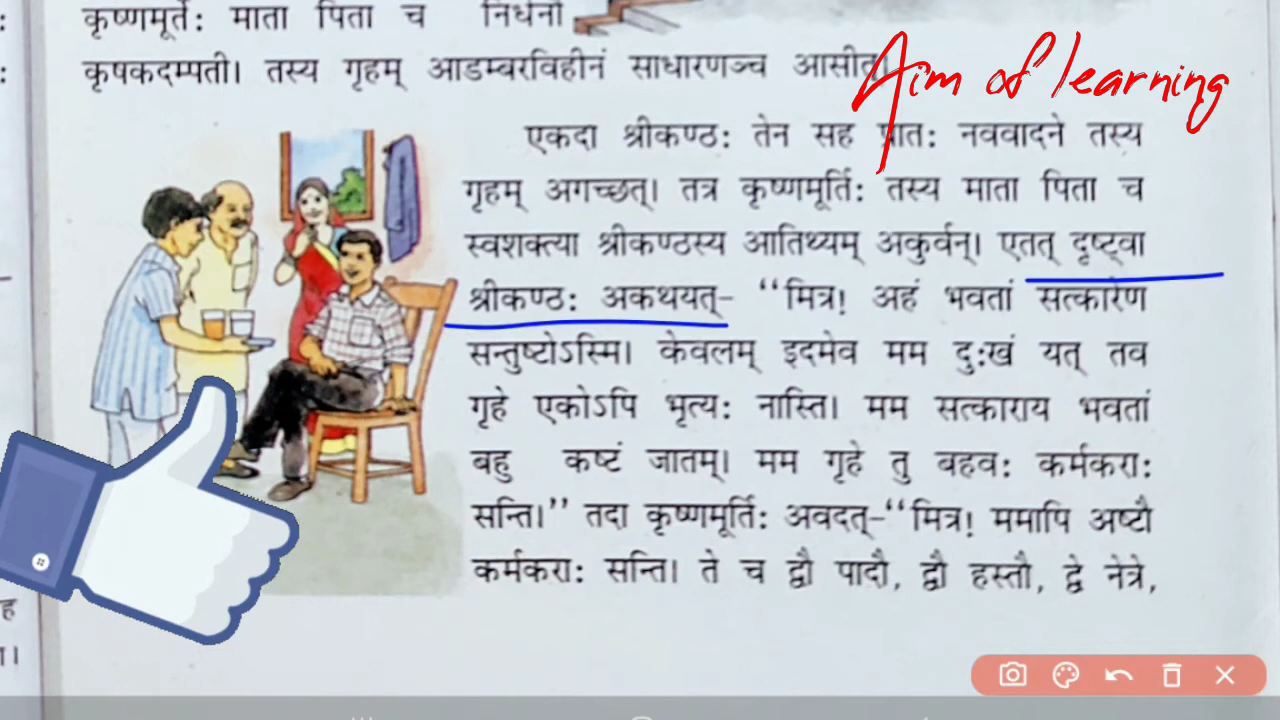 कृष्णमूर्ते: माता पिता च निर्धनौ
कृषकदम्पती। तस्य गृहम् आडम्बरविहीनं साधारणञ्च आसीत्।
Aim of learning
एकदा श्रीकण्ठ: तेन सह प्रात: नववादने तस्य
गृहम् अगच्छत्। तत्र कृष्णमूर्ति: तस्य माता पिता च
स्वशक्त्या श्रीकण्ठस्य आतिथ्यम् अकुर्वन्। एतत् दृष्ट्वा
श्रीकण्ठ: अकथयत्- “मित्र! अहं भवतां सत्कारेण
सन्तुष्टोऽस्मि। केवलम् इदमेव मम दु:खं यत् तव
गृहे एकोऽपि भृत्य: नास्ति। मम सत्काराय भवतां
बहु कष्टं जातम्। मम गृहे तु बहव: कर्मकरा:
सन्ति।” तदा कृष्णमूर्ति: अवदत्-“मित्र! ममापि अष्टौ
कर्मकरा: सन्ति। ते च द्वौ पादौ, द्वौ हस्तौ, द्वे नेत्रे,